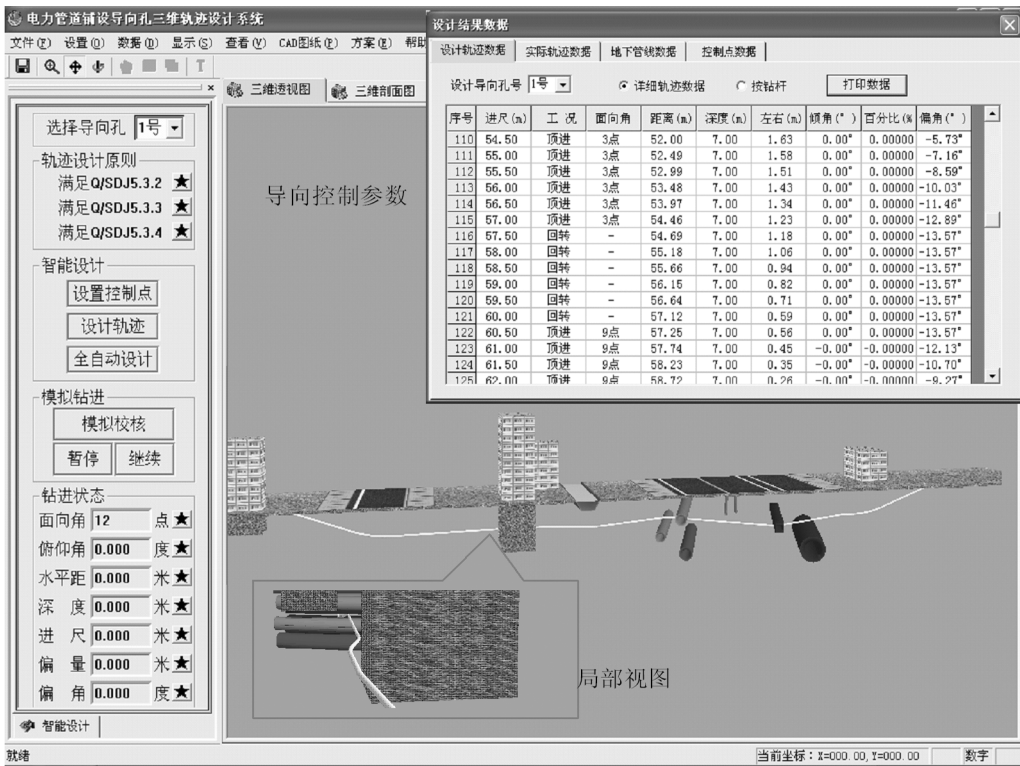 电力管道铺设导向孔三维轨迹设计系统
文件(F) 设置(O) 数据(D) 显示(S) 查看(V) CAD图纸(P) 方案(E) 帮助
三维透视图 三维剖面图
选择导向孔 1号
轨迹设计原则
满足Q/SDJ5.3.2 ★
满足Q/SDJ5.3.3 ★
满足Q/SDJ5.3.4 ★
智能设计
设置控制点
设计轨迹
全自动设计
模拟钻进
模拟校核
暂停 继续
钻进状态
面向角 12 点 ★
俯仰角 0.000 度 ★
水平距 0.000 米 ★
深 度 0.000 米 ★
进 尺 0.000 米 ★
偏 量 0.000 米 ★
偏 角 0.000 度 ★
智能设计
导向控制参数
设计结果数据
设计轨迹数据 实际轨迹数据 地下管线数据 控制点数据
设计导向孔号 1号 详细轨迹数据 按钻杆 打印数据
序号 进尺(m) 工 况 面向角 距离(m) 深度(m) 左右(m) 倾角(°) 百分比(% 偏角(°)
110 54.50 顶进 3点 52.00 7.00 1.63 0.00° 0.00000 -5.73°
111 55.00 顶进 3点 52.49 7.00 1.58 0.00° 0.00000 -7.16°
112 55.50 顶进 3点 52.99 7.00 1.51 0.00° 0.00000 -8.59°
113 56.00 顶进 3点 53.48 7.00 1.43 0.00° 0.00000 -10.03°
114 56.50 顶进 3点 53.97 7.00 1.34 0.00° 0.00000 -11.46°
115 57.00 顶进 3点 54.46 7.00 1.23 0.00° 0.00000 -12.89°
116 57.50 回转 - 54.69 7.00 1.18 0.00° 0.00000 -13.57°
117 58.00 回转 - 55.18 7.00 1.06 0.00° 0.00000 -13.57°
118 58.50 回转 - 55.66 7.00 0.94 0.00° 0.00000 -13.57°
119 59.00 回转 - 56.15 7.00 0.82 0.00° 0.00000 -13.57°
120 59.50 回转 - 56.64 7.00 0.71 0.00° 0.00000 -13.57°
121 60.00 回转 - 57.12 7.00 0.59 0.00° 0.00000 -13.57°
122 60.50 顶进 9点 57.25 7.00 0.56 0.00° 0.00000 -13.57°
123 61.00 顶进 9点 57.74 7.00 0.45 -0.00° -0.00000 -12.13°
124 61.50 顶进 9点 58.23 7.00 0.35 -0.00° -0.00000 -10.70°
125 62.00 顶进 9点 58.72 7.00 0.26 -0.00° -0.00000 -9.27°
局部视图
就绪 当前坐标：X=000.00,Y=000.00 数字